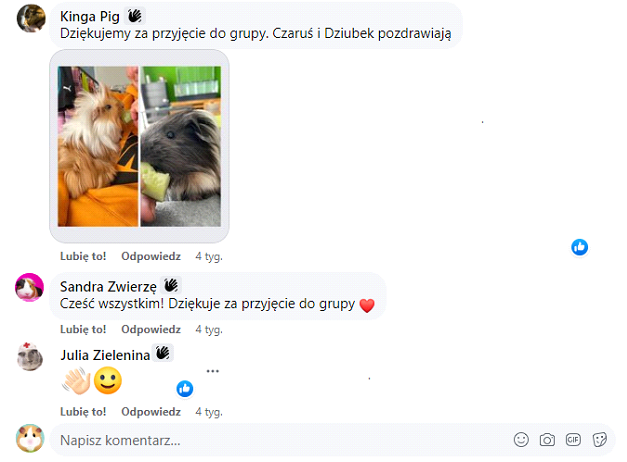 Kinga Pig
Dziękujemy za przyjęcie do grupy. Czaruś i Dziubek pozdrawiają
Lubię to! Odpowiedz 4 tyg.
Sandra Zwierzę
Cześć wszystkim! Dziękuje za przyjęcie do grupy ❤️
Lubię to! Odpowiedz 4 tyg.
Julia Zielenina
👋🏻🙂
Lubię to! Odpowiedz 4 tyg.
Napisz komentarz...
GIF